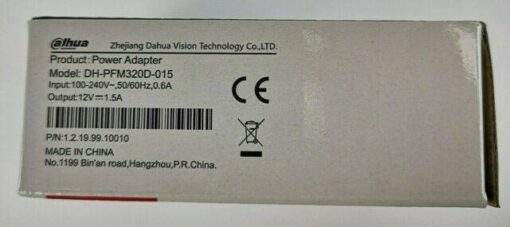 alhua Zhejiang Dahua Vision Technology Co.,LTD.
Product: Power Adapter
Model: DH-PFM320D-015
Input:100-240V~,50/60Hz,0.6A
Output:12V⎓1.5A
P/N:1.2.19.99.10010
MADE IN CHINA
No.1199 Bin'an road,Hangzhou,P.R.China.
CE